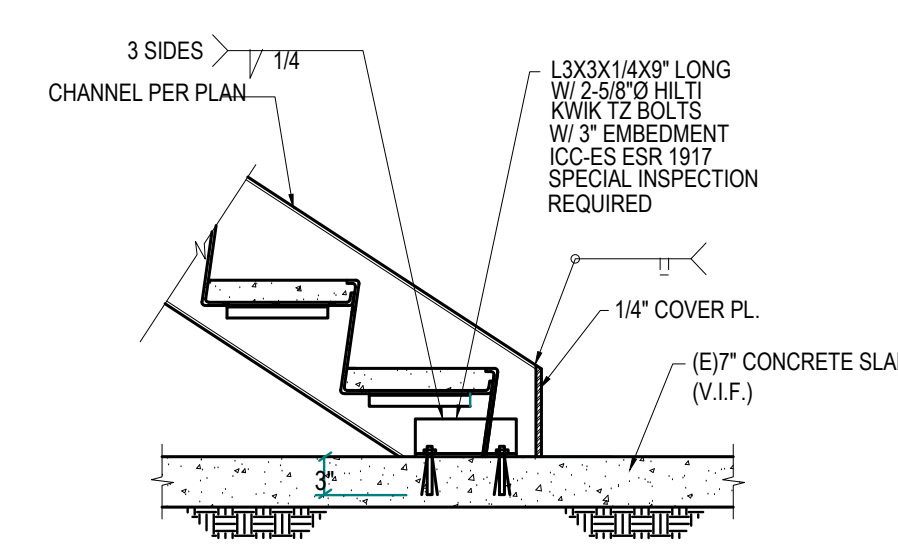 3 SIDES
1/4
CHANNEL PER PLAN
L3X3X1/4X9" LONG
W/ 2-5/8"Ø HILTI
KWIK TZ BOLTS
W/ 3" EMBEDMENT
ICC-ES ESR 1917
SPECIAL INSPECTION
REQUIRED
1/4" COVER PL.
(E)7" CONCRETE SLA
(V.I.F.)
3"